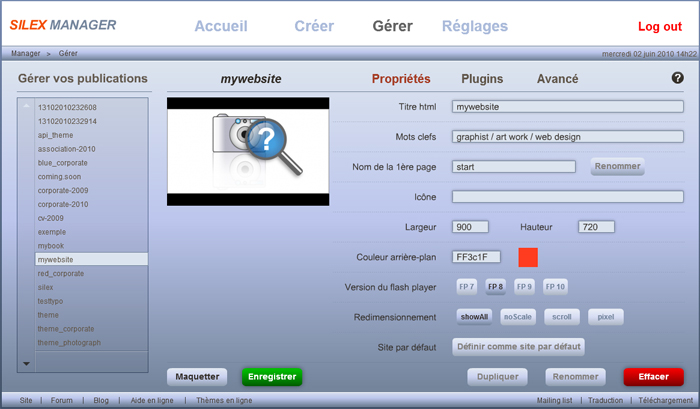 SILEX MANAGER
Accueil Créer Gérer Réglages
Log out
Manager > Gérer
mercredi 02 juin 2010 14h22
Gérer vos publications
13102010232608
13102010232914
api_theme
association-2010
blue_corporate
coming.soon
corporate-2009
corporate-2010
cv-2009
exemple
mybook
mywebsite
red_corporate
silex
testtypo
theme
theme_corporate
theme_photograph
mywebsite
?
Maquetter Enregistrer
Propriétés Plugins Avancé ?
Titre html mywebsite
Mots clefs graphist / art work / web design
Nom de la 1ère page start Renommer
Icône
Largeur 900 Hauteur 720
Couleur arrière-plan FF3c1F
Version du flash player FP 7 FP 8 FP 9 FP 10
Redimensionnement showAll noScale scroll pixel
Site par défaut Définir comme site par défaut
Dupliquer Renommer Effacer
Site | Forum | Blog | Aide en ligne | Thèmes en ligne
Mailing list | Traduction | Téléchargement